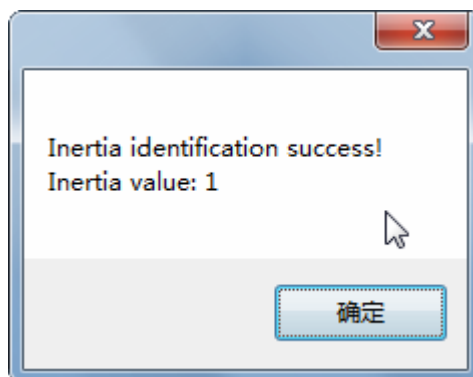 Inertia identification success!
Inertia value: 1
确定